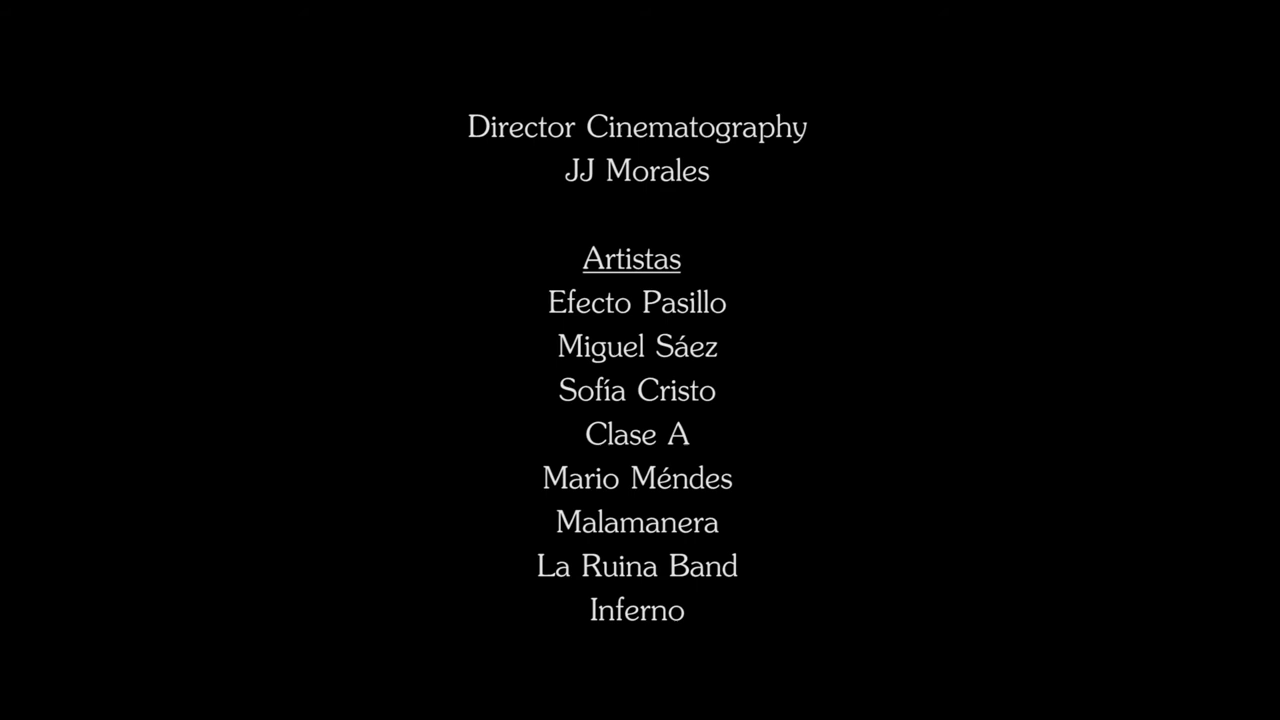 Director Cinematography
JJ Morales
Artistas
Efecto Pasillo
Miguel Sáez
Sofía Cristo
Clase A
Mario Méndes
Malamanera
La Ruina Band
Inferno